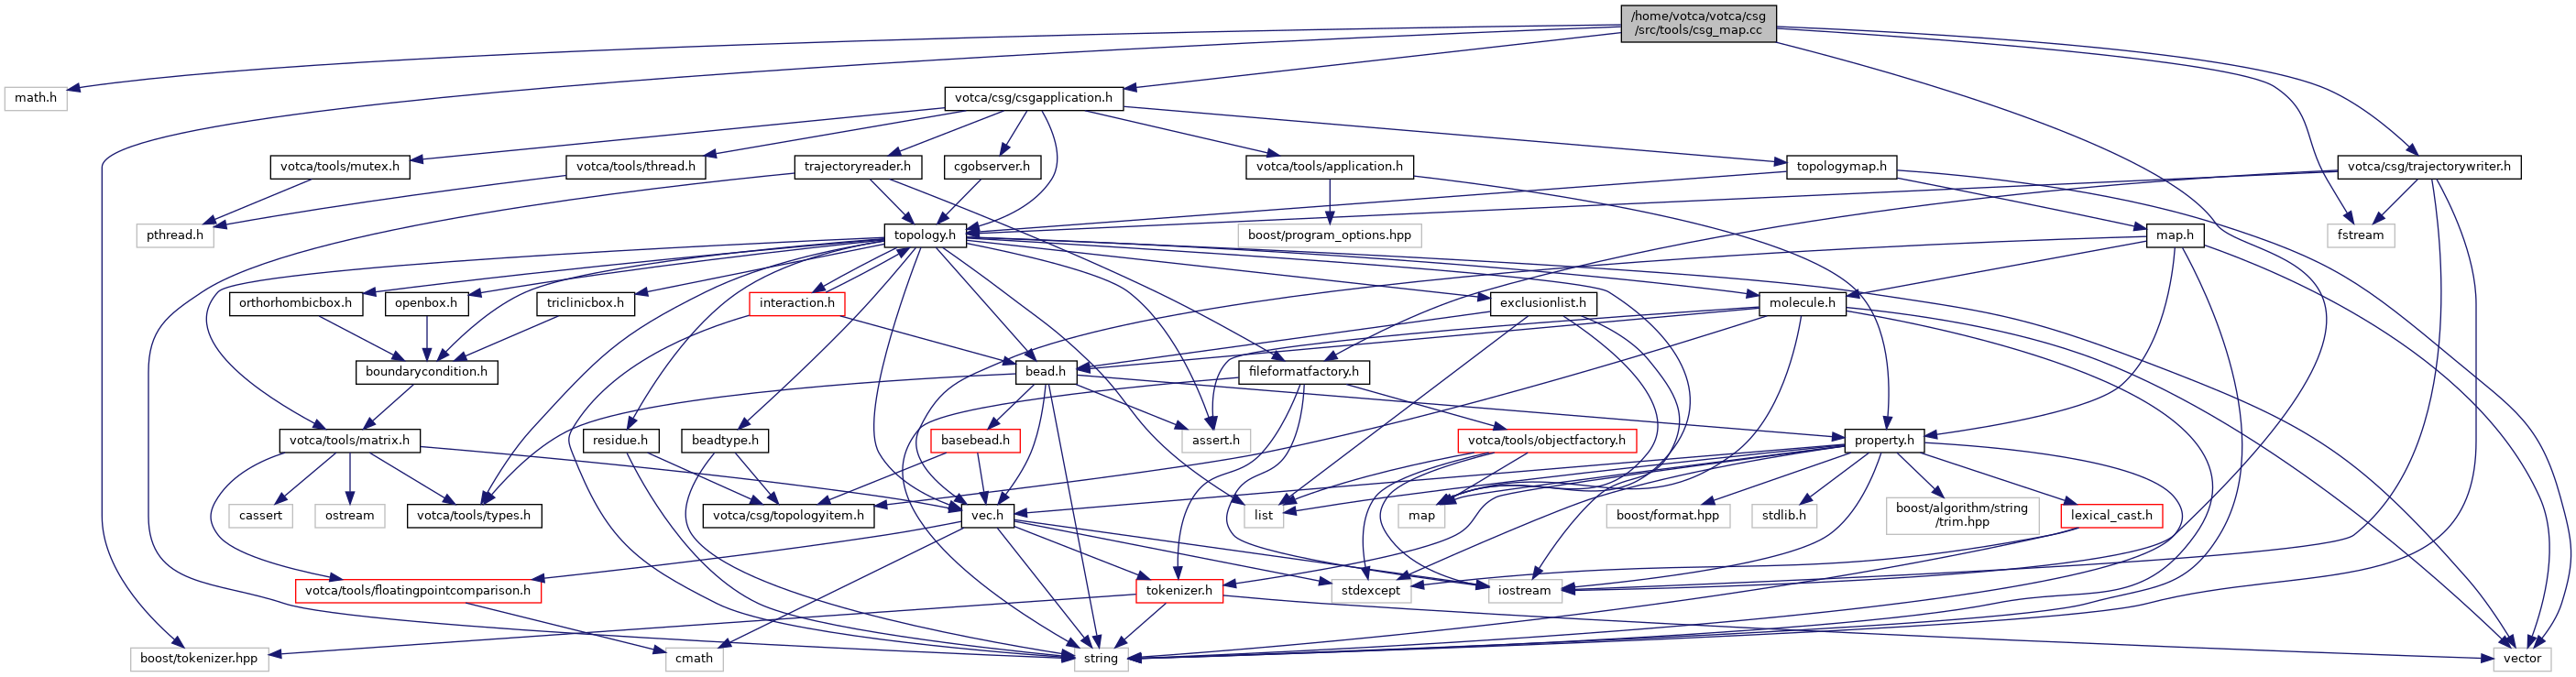 /home/votca/votca/csg
/src/tools/csg_map.cc
math.h
votca/csg/csgapplication.h
votca/tools/mutex.h
votca/tools/thread.h
trajectoryreader.h
cgobserver.h
votca/tools/application.h
topologymap.h
votca/csg/trajectorywriter.h
pthread.h
topology.h
boost/program_options.hpp
map.h
fstream
orthorhombicbox.h
openbox.h
triclinicbox.h
interaction.h
exclusionlist.h
molecule.h
boundarycondition.h
bead.h
fileformatfactory.h
votca/tools/matrix.h
residue.h
beadtype.h
basebead.h
assert.h
votca/tools/objectfactory.h
property.h
cassert
ostream
votca/tools/types.h
votca/csg/topologyitem.h
vec.h
list
map
boost/format.hpp
stdlib.h
boost/algorithm/string
/trim.hpp
lexical_cast.h
votca/tools/floatingpointcomparison.h
tokenizer.h
stdexcept
iostream
boost/tokenizer.hpp
cmath
string
vector